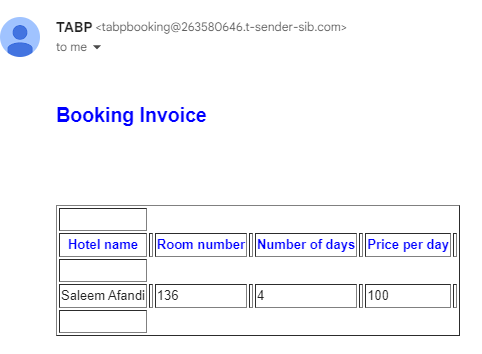 TABP <tabpbooking@263580646.t-sender-sib.com>
to me
Booking Invoice
Hotel name Room number Number of days Price per day
Saleem Afandi 136 4 100